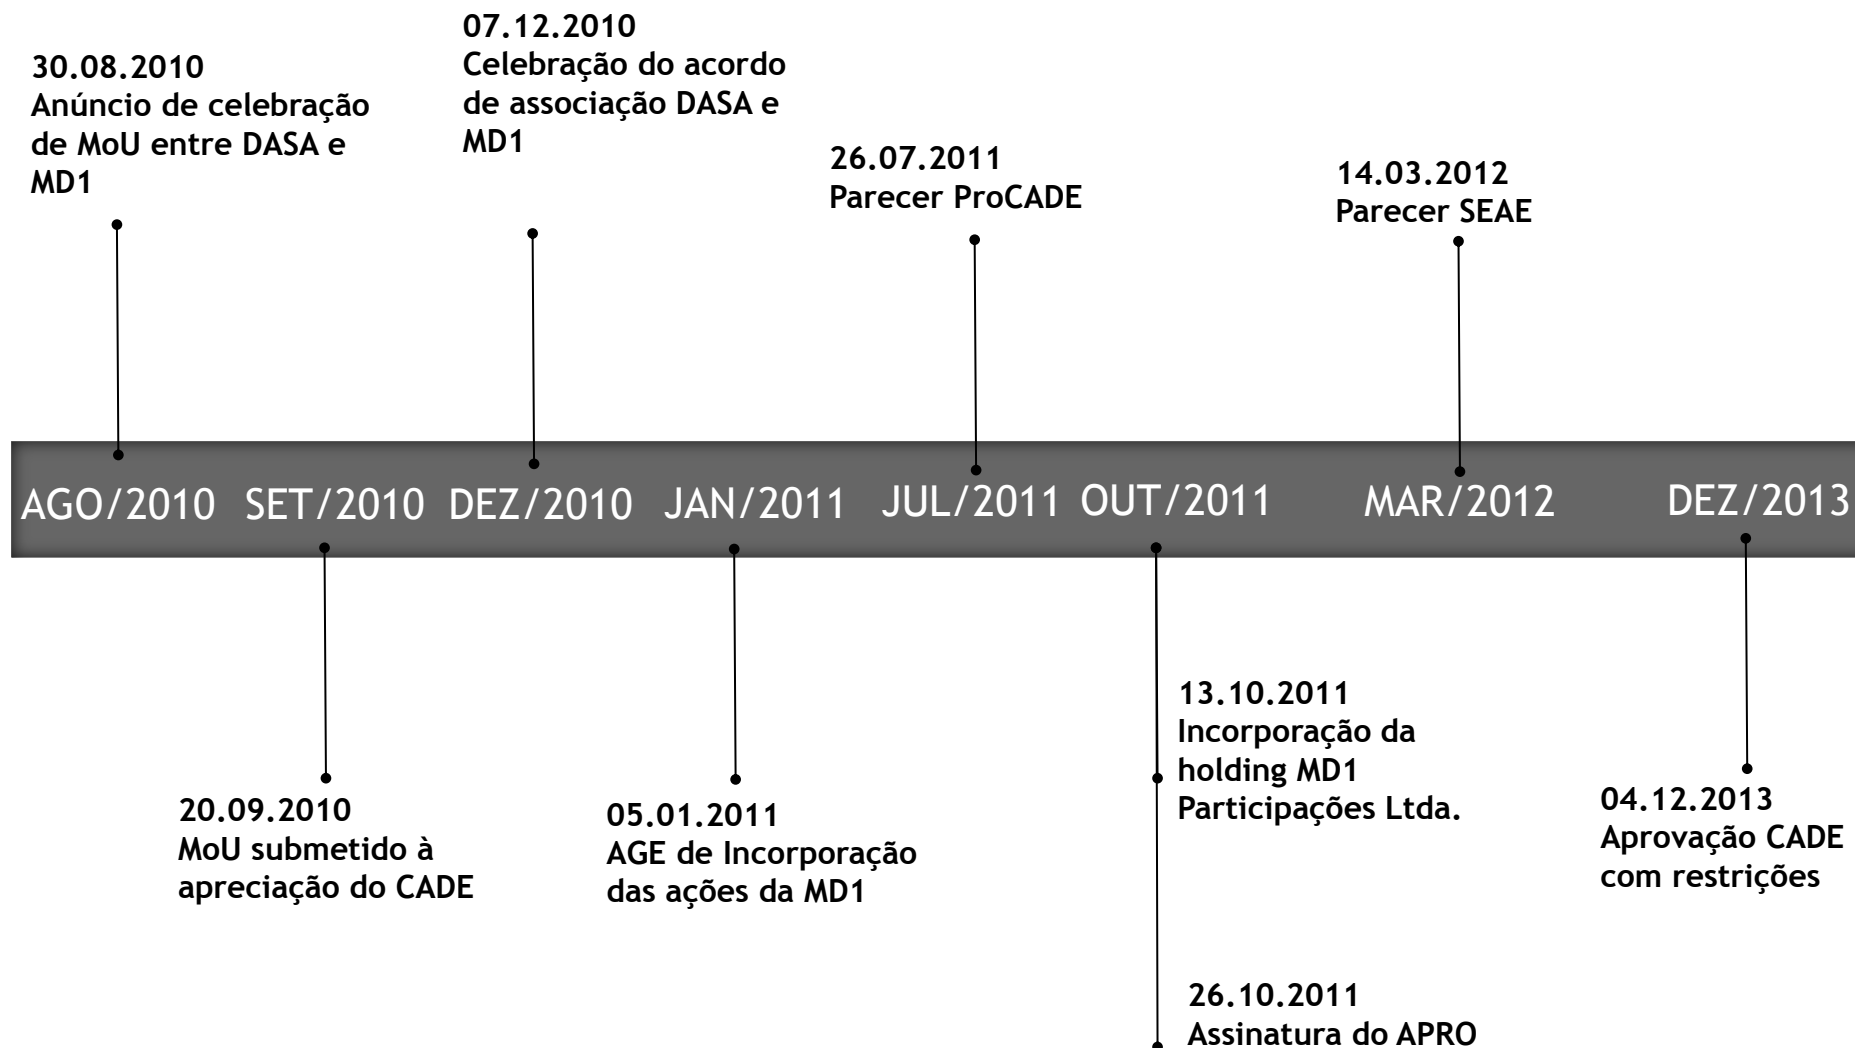 07.12.2010
Celebração do acordo
de associação DASA e
MD1
30.08.2010
Anúncio de celebração
de MoU entre DASA e
MD1
26.07.2011
Parecer ProCADE
14.03.2012
Parecer SEAE
AGO/2010 SET/2010 DEZ/2010 JAN/2011 JUL/2011 OUT/2011 MAR/2012 DEZ/2013
20.09.2010
MoU submetido à
apreciação do CADE
05.01.2011
AGE de Incorporação
das ações da MD1
13.10.2011
Incorporação da
holding MD1
Participações Ltda.
04.12.2013
Aprovação CADE
com restrições
26.10.2011
Assinatura do APRO